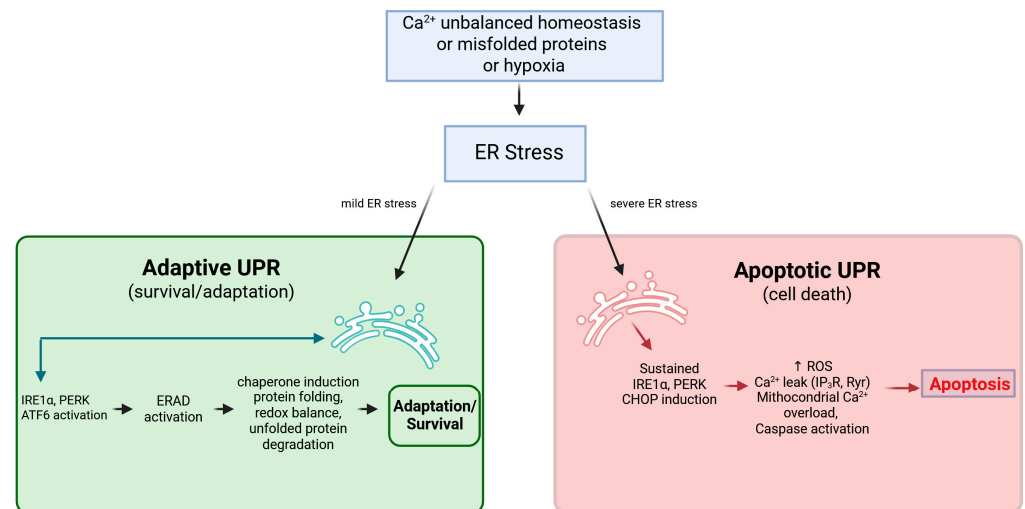 Ca²⁺ unbalanced homeostasis
or misfolded proteins
or hypoxia
ER Stress
mild ER stress
severe ER stress
Adaptive UPR
(survival/adaptation)
IRE1α, PERK
ATF6 activation
ERAD
activation
chaperone induction
protein folding,
redox balance,
unfolded protein
degradation
Adaptation/
Survival
Apoptotic UPR
(cell death)
Sustained
IRE1α, PERK
CHOP induction
↑ ROS
Ca²⁺ leak (IP₃R, Ryr)
Mithocondrial Ca²⁺
overload,
Caspase activation
Apoptosis